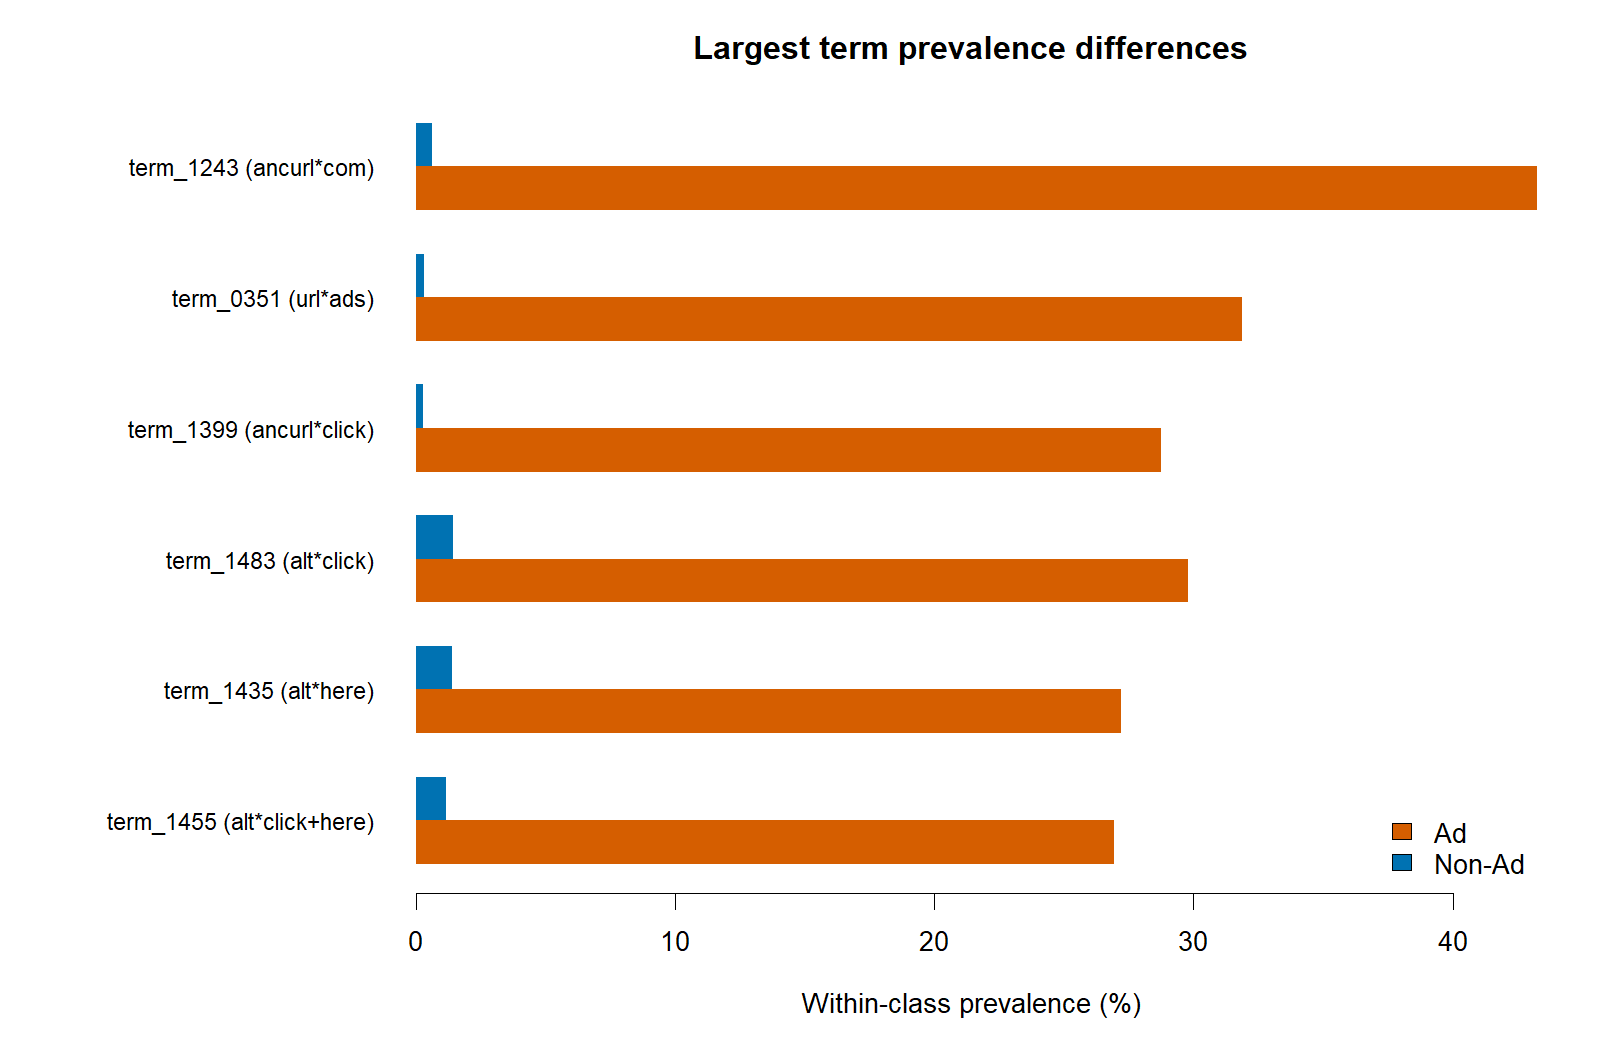 Largest term prevalence differences
term_1243 (ancurl*com)
term_0351 (url*ads)
term_1399 (ancurl*click)
term_1483 (alt*click)
term_1435 (alt*here)
term_1455 (alt*click+here)
Ad
Non-Ad
0 10 20 30 40
Within-class prevalence (%)